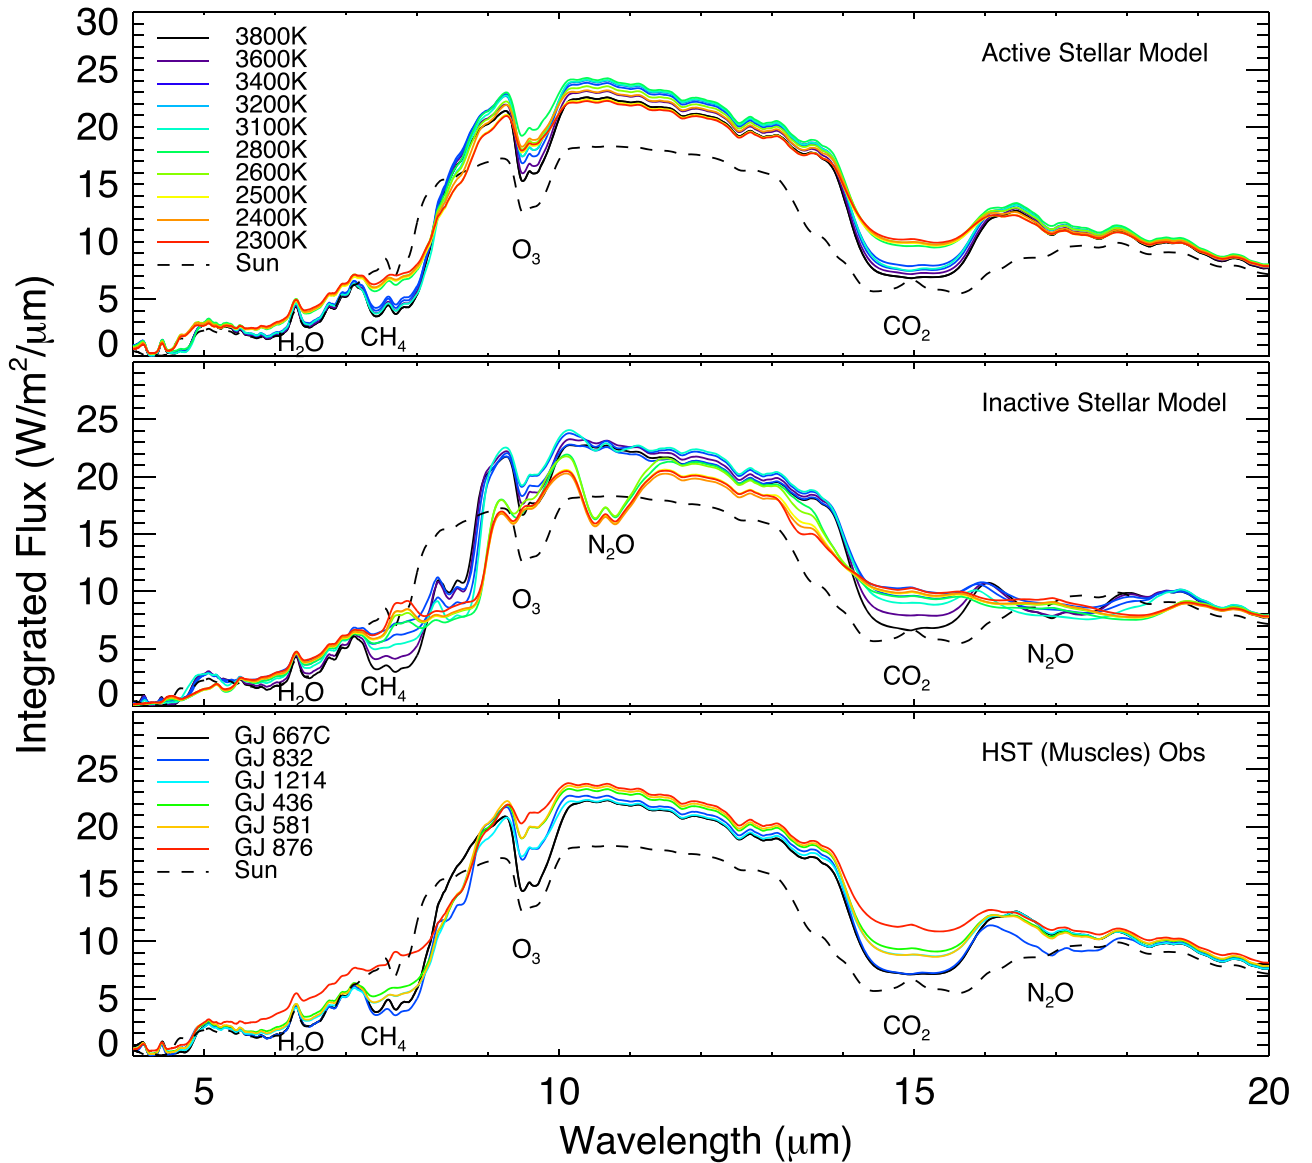 Integrated Flux (W/m²/μm)
30
25
20
15
10
5
0
3800K
3600K
3400K
3200K
3100K
2800K
2600K
2500K
2400K
2300K
Sun
Active Stellar Model
H₂O
CH₄
O₃
CO₂
25
20
15
10
5
0
Inactive Stellar Model
H₂O
CH₄
O₃
N₂O
CO₂
N₂O
25
20
15
10
5
0
GJ 667C
GJ 832
GJ 1214
GJ 436
GJ 581
GJ 876
Sun
HST (Muscles) Obs
H₂O
CH₄
O₃
CO₂
N₂O
5 10 15 20
Wavelength (μm)